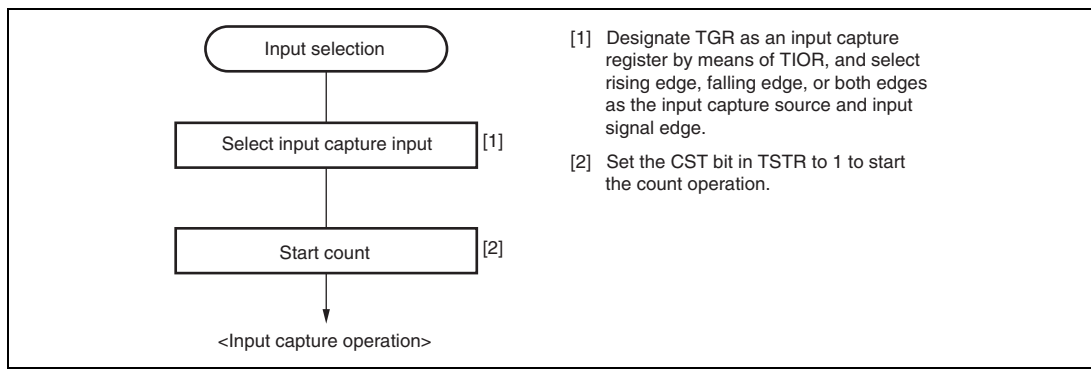 Input selection
Select input capture input
[1]
Start count
[2]
<Input capture operation>
[1] Designate TGR as an input capture
register by means of TIOR, and select
rising edge, falling edge, or both edges
as the input capture source and input
signal edge.
[2] Set the CST bit in TSTR to 1 to start
the count operation.